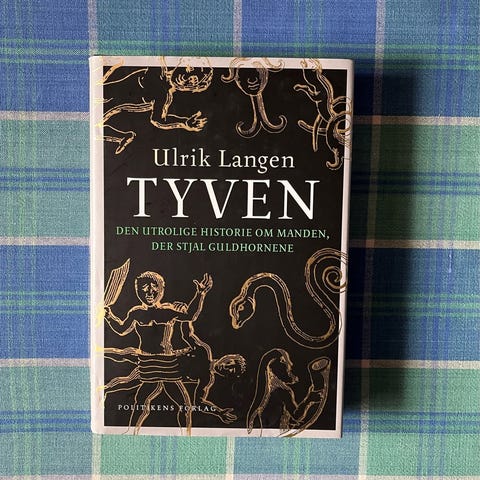 Ulrik Langen
TYVEN
DEN UTROLIGE HISTORIE OM MANDEN,
DER STJAL GULDHORNENE
POLITIKENS FORLAG